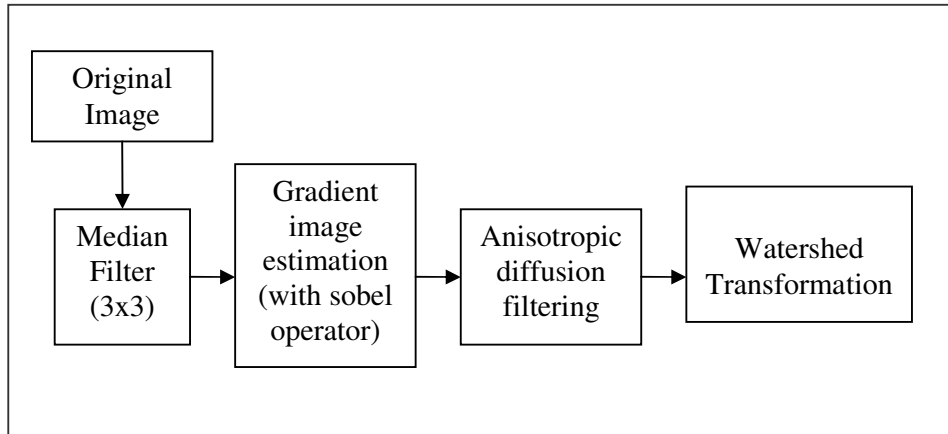 Original
Image
Median
Filter
(3x3)
Gradient
image
estimation
(with sobel
operator)
Anisotropic
diffusion
filtering
Watershed
Transformation